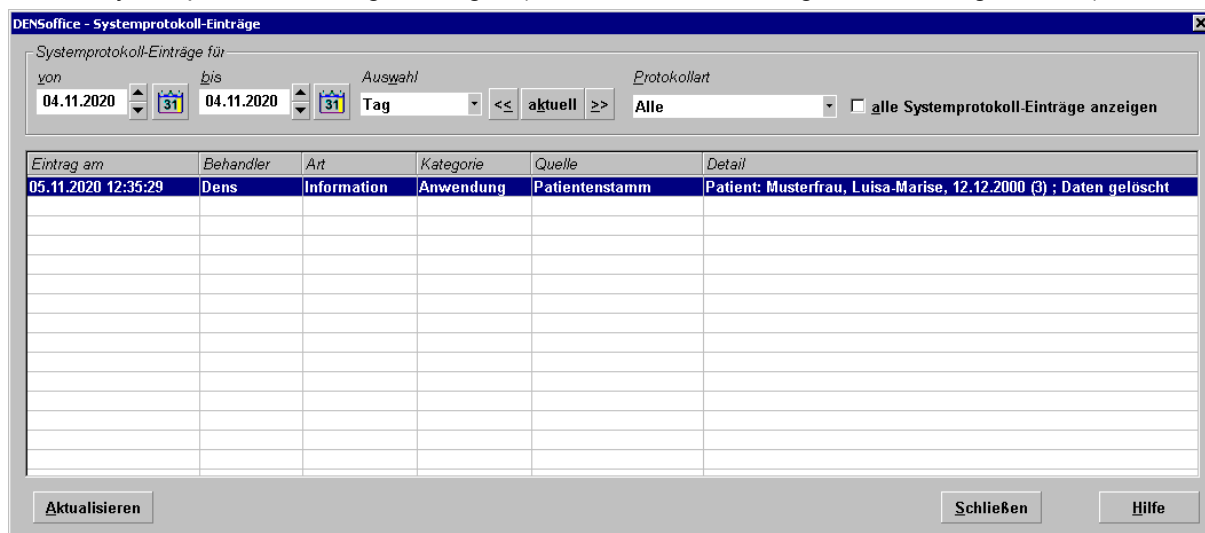 DENSoffice - Systemprotokoll-Einträge
Systemprotokoll-Einträge für
von bis Auswahl Protokollart
04.11.2020 31 04.11.2020 31 Tag << aktuell >> Alle alle Systemprotokoll-Einträge anzeigen
Eintrag am Behandler Art Kategorie Quelle Detail
05.11.2020 12:35:29 Dens Information Anwendung Patientenstamm Patient: Musterfrau, Luisa-Marise, 12.12.2000 (3) ; Daten gelöscht
Aktualisieren Schließen Hilfe